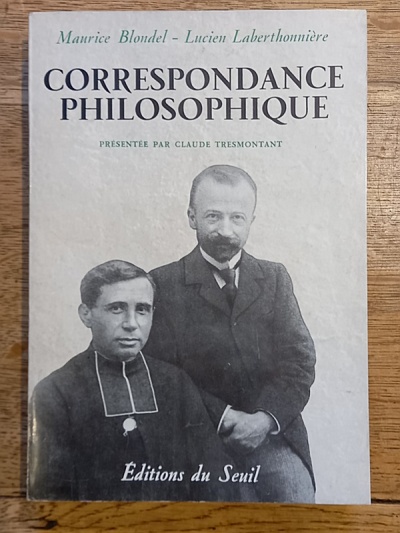 Maurice Blondel - Lucien Laberthonnière
CORRESPONDANCE
PHILOSOPHIQUE
PRÉSENTÉE PAR CLAUDE TRESMONTANT
Éditions du Seuil